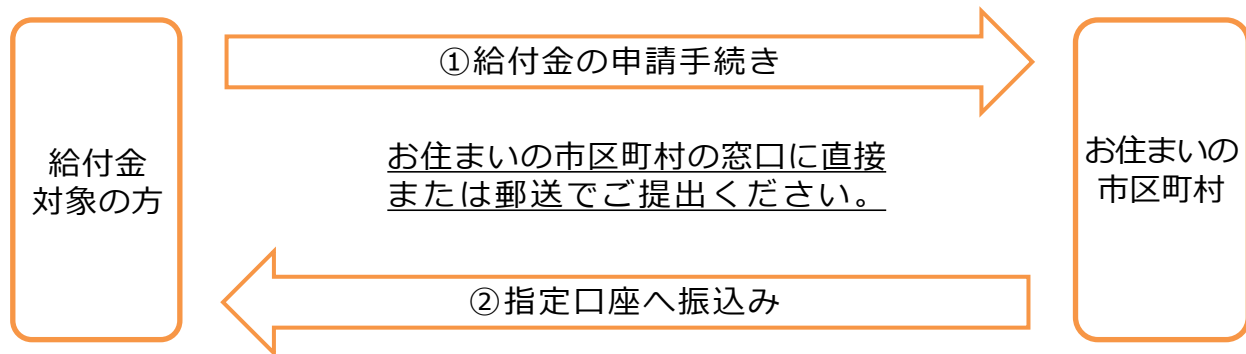 ①給付金の申請手続き
給付金
対象の方
お住まいの市区町村の窓口に直接
または郵送でご提出ください。
お住まいの
市区町村
②指定口座へ振込み